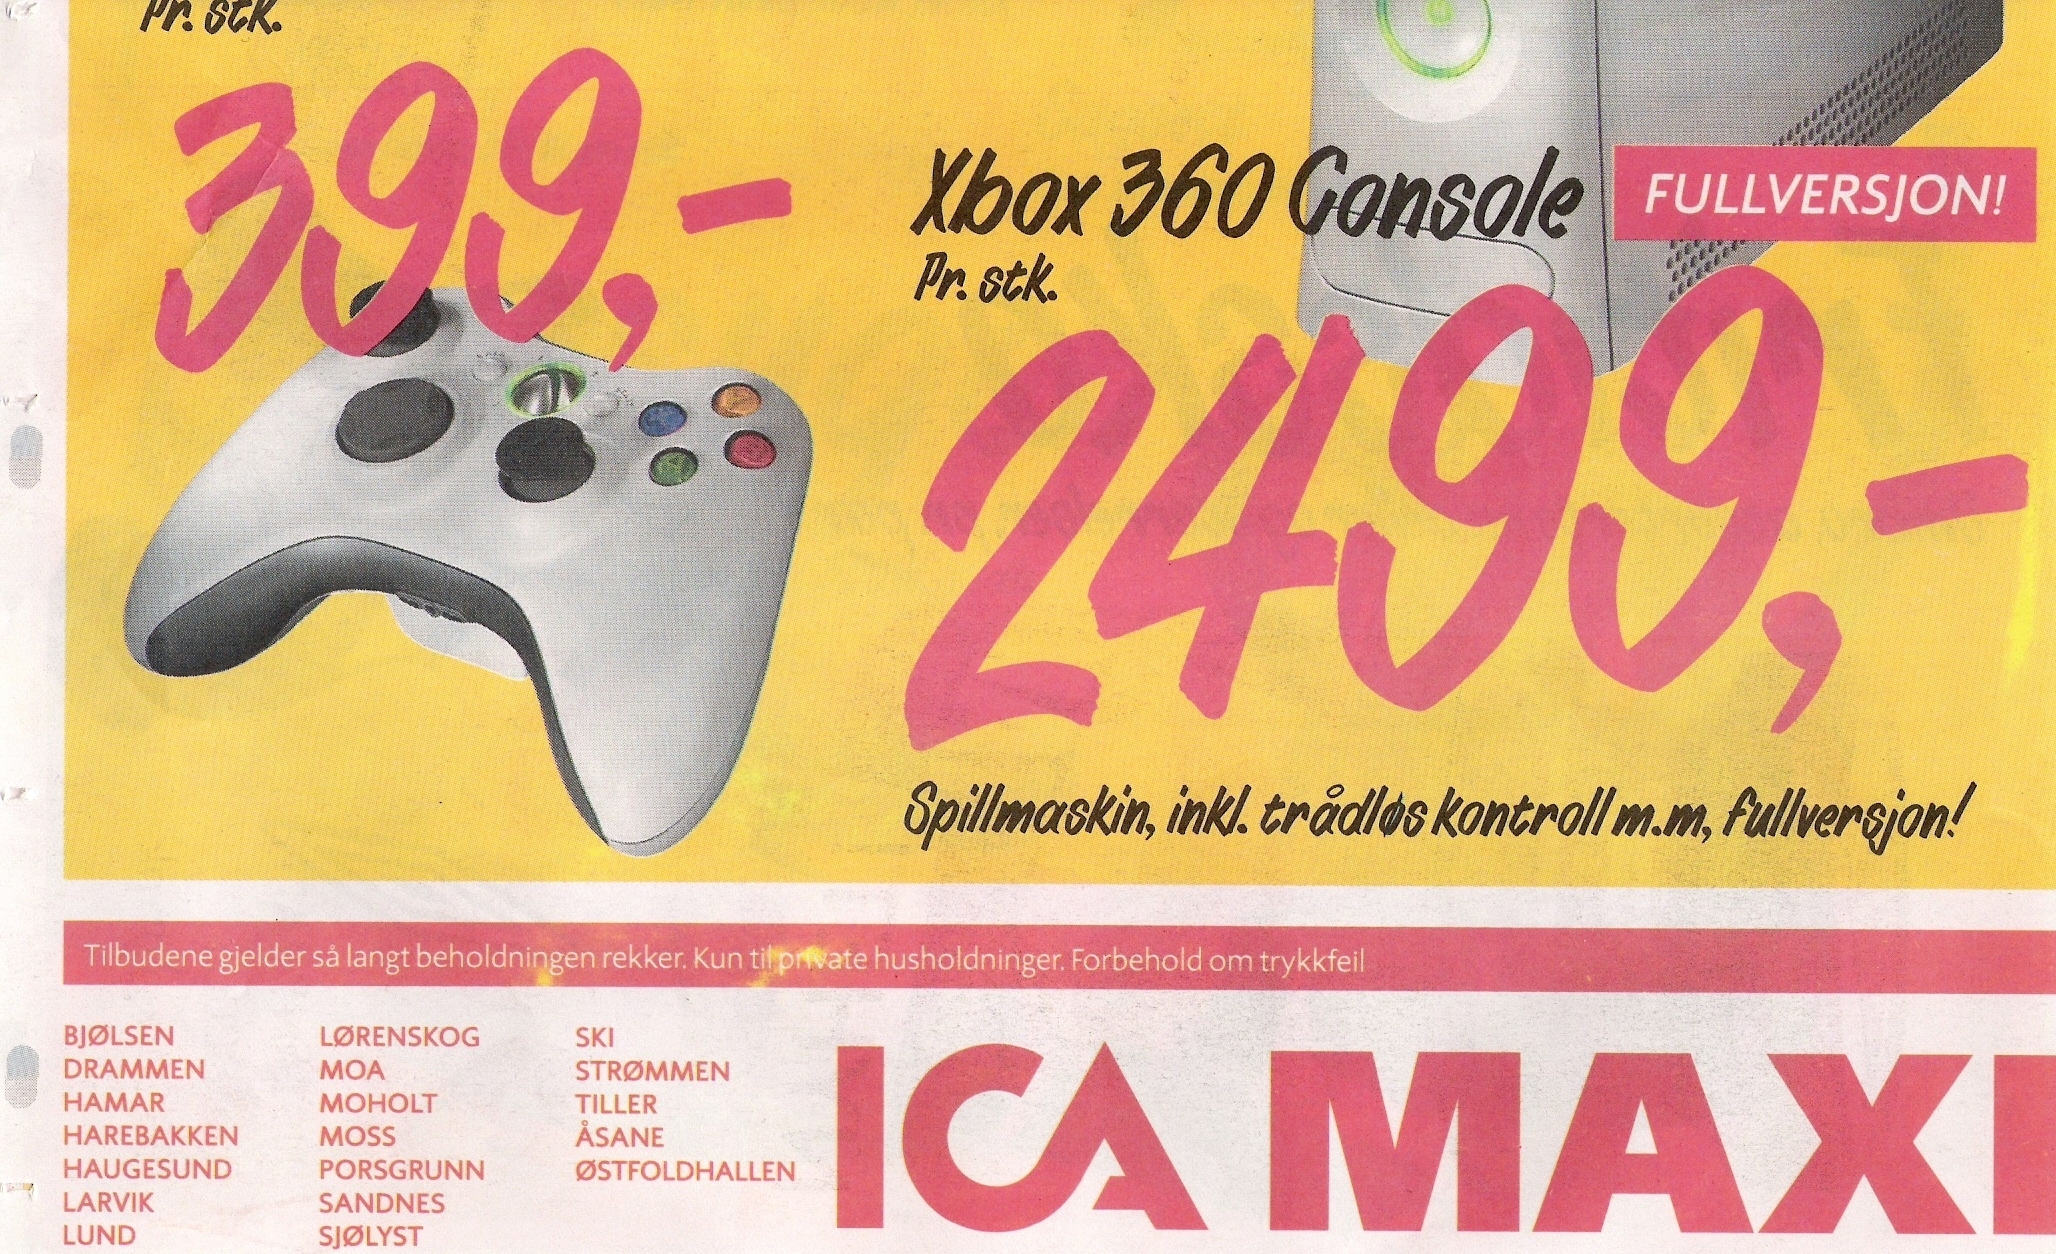 Pr. stk.
399,-
Xbox 360 Console
FULLVERSJON!
Pr. stk.
2499,-
Spillmaskin, inkl. trådløs kontroll m.m, fullversjon!
Tilbudene gjelder så langt beholdningen rekker. Kun til private husholdninger. Forbehold om trykkfeil
BJØLSEN
DRAMMEN
HAMAR
HAREBAKKEN
HAUGESUND
LARVIK
LUND
LØRENSKOG
MOA
MOHOLT
MOSS
PORSGRUNN
SANDNES
SJØLYST
SKI
STRØMMEN
TILLER
ÅSANE
ØSTFOLDHALLEN
ICA MAXI